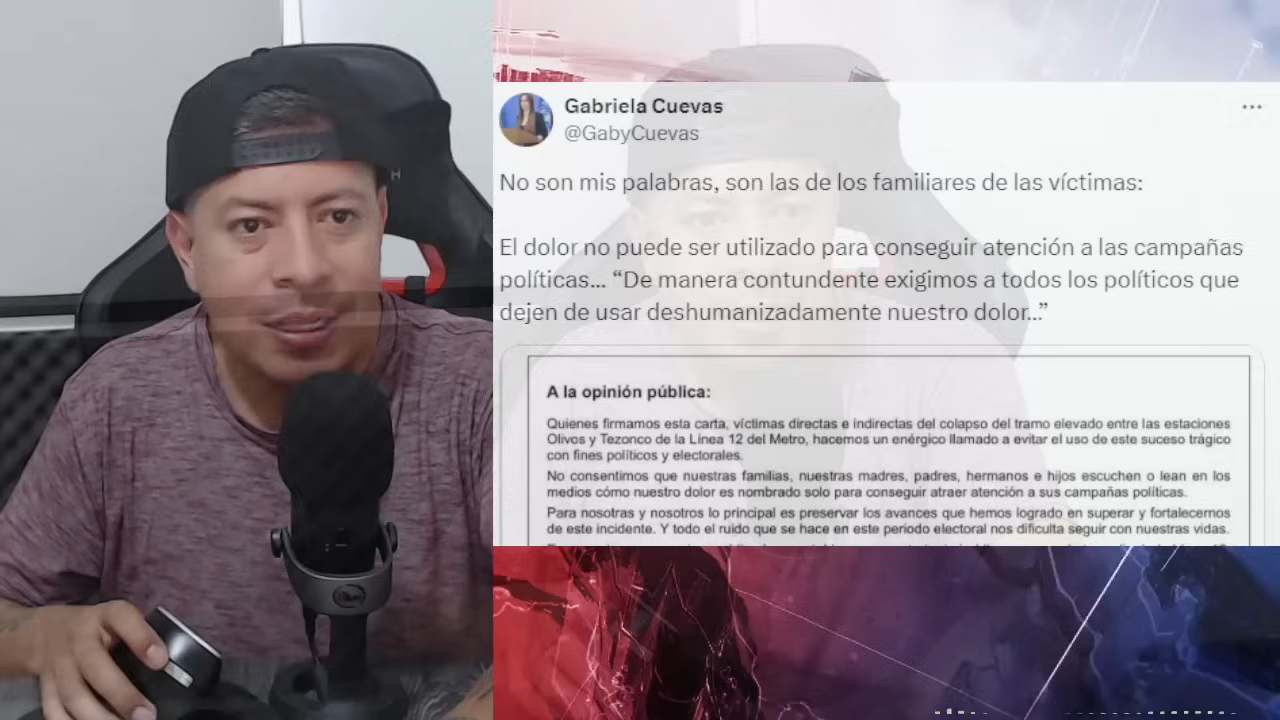 Gabriela Cuevas
@GabyCuevas
No son mis palabras, son las de los familiares de las víctimas:
El dolor no puede ser utilizado para conseguir atención a las campañas
políticas... “De manera contundente exigimos a todos los políticos que
dejen de usar deshumanizadamente nuestro dolor...”
A la opinión pública:
Quienes firmamos esta carta, víctimas directas e indirectas del colapso del tramo elevado entre las estaciones
Olivos y Tezonco de la Línea 12 del Metro, hacemos un enérgico llamado a evitar el uso de este suceso trágico
con fines políticos y electorales.
No consentimos que nuestras familias, nuestras madres, padres, hermanos e hijos escuchen o lean en los
medios cómo nuestro dolor es nombrado solo para conseguir atraer atención a sus campañas políticas.
Para nosotras y nosotros lo principal es preservar los avances que hemos logrado en superar y fortalecernos
de este incidente. Y todo el ruido que se hace en este periodo electoral nos dificulta seguir con nuestras vidas.